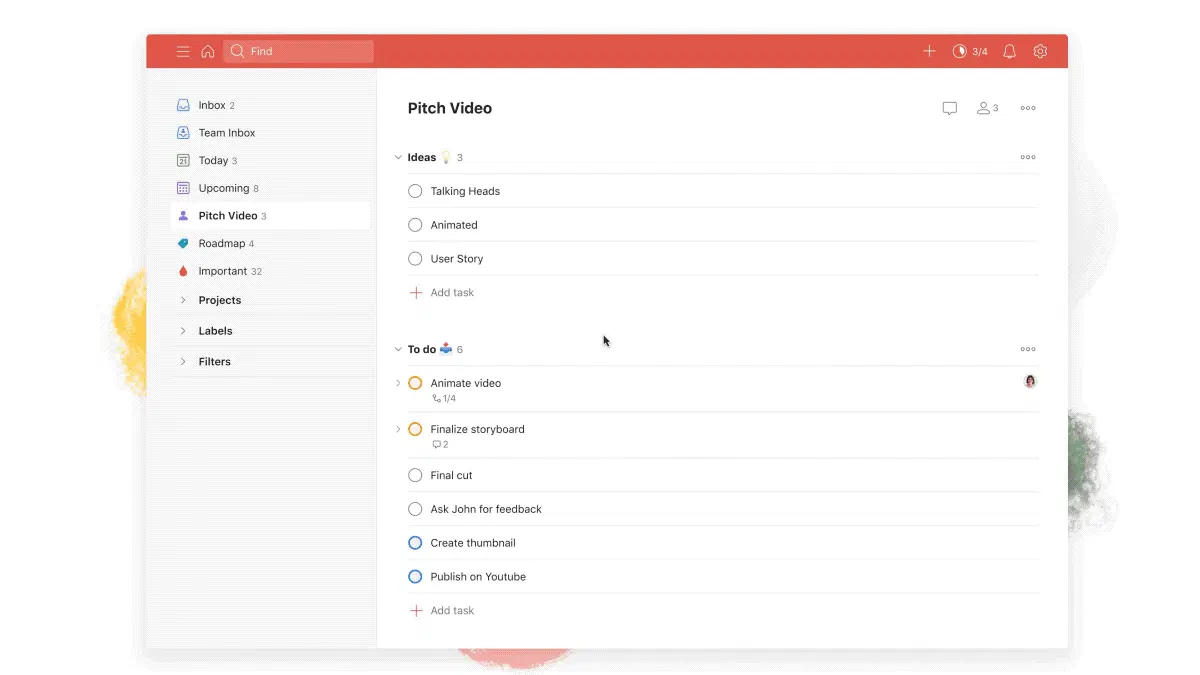 Find
3/4
Inbox 2
Team Inbox
21
Today 3
Upcoming 8
Pitch Video 3
Roadmap 4
Important 32
Projects
Labels
Filters
Pitch Video
3
Ideas 3
Talking Heads
Animated
User Story
Add task
To do 6
Animate video
1/4
Finalize storyboard
2
Final cut
Ask John for feedback
Create thumbnail
Publish on Youtube
Add task